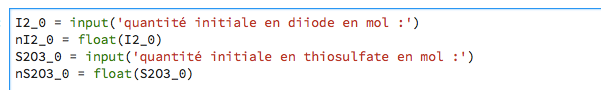 I2_0 = input('quantité initiale en diiode en mol :')
nI2_0 = float(I2_0)
S2O3_0 = input('quantité initiale en thiosulfate en mol :')
nS2O3_0 = float(S2O3_0)